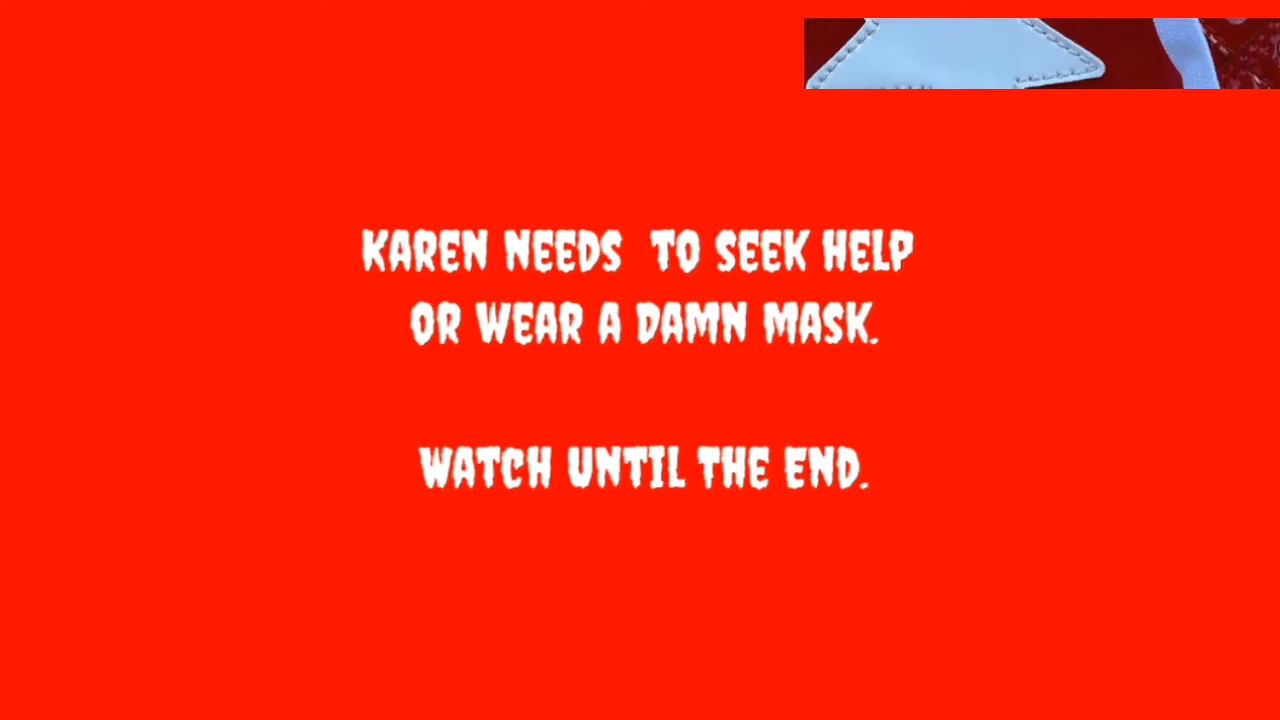 KAREN NEEDS  TO SEEK HELP
OR WEAR A DAMN MASK.
WATCH UNTIL THE END.